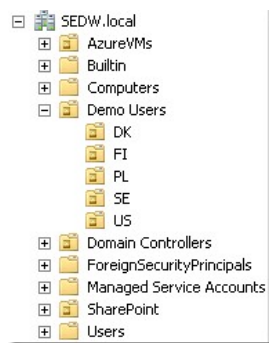 SEDW.local
AzureVMs
Builtin
Computers
Demo Users
DK
FI
PL
SE
US
Domain Controllers
ForeignSecurityPrincipals
Managed Service Accounts
SharePoint
Users